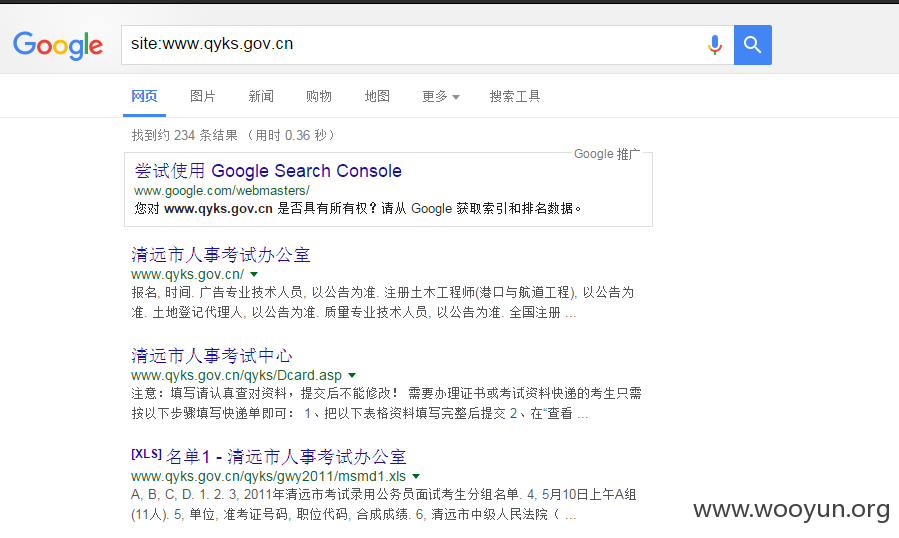 Google
site:www.qyks.gov.cn
网页 图片 新闻 购物 地图 更多 搜索工具
找到约 234 条结果 （用时 0.36 秒）
Google 推广
尝试使用 Google Search Console
www.google.com/webmasters/
您对 www.qyks.gov.cn 是否具有所有权？请从 Google 获取索引和排名数据。
清远市人事考试办公室
www.qyks.gov.cn/
报名, 时间. 广告专业技术人员, 以公告为准. 注册土木工程师(港口与航道工程), 以公告为
准. 土地登记代理人, 以公告为准. 质量专业技术人员, 以公告为准. 全国注册 ...
清远市人事考试中心
www.qyks.gov.cn/qyks/Dcard.asp
注意：填写请认真查对资料，提交后不能修改！ 需要办理证书或考试资料快递的考生只需
按以下步骤填写快递单即可： 1、把以下表格资料填写完整后提交 2、在“查看 ...
[XLS] 名单1 - 清远市人事考试办公室
www.qyks.gov.cn/qyks/gwy2011/msmd1.xls
A, B, C, D. 1. 2. 3, 2011年清远市考试录用公务员面试考生分组名单. 4, 5月10日上午A组
(11人). 5, 单位, 准考证号码, 职位代码, 合成成绩. 6, 清远市中级人民法院（ ...
www.wooyun.org